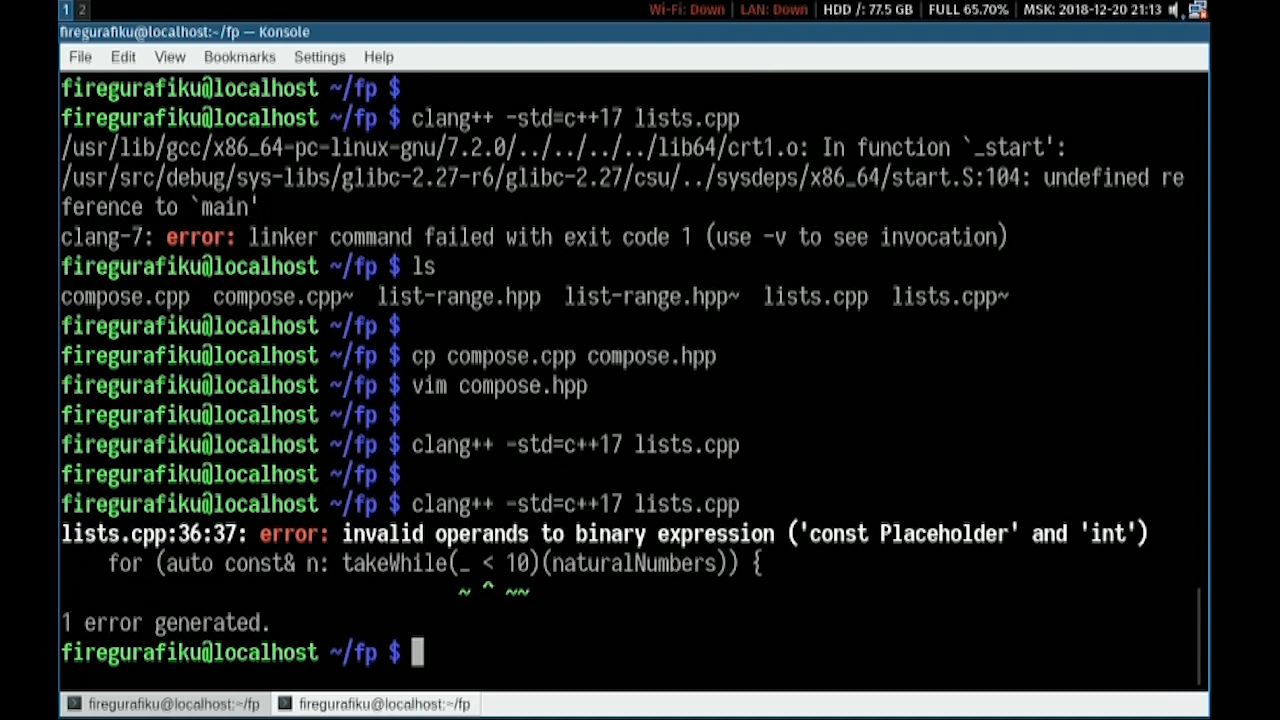 1 2 Wi-Fi: Down | LAN: Down | HDD /: 77.5 GB | FULL 65.70% | MSK: 2018-12-20 21:13
firegurafiku@localhost:~/fp — Konsole
File Edit View Bookmarks Settings Help
firegurafiku@localhost ~/fp $
firegurafiku@localhost ~/fp $ clang++ -std=c++17 lists.cpp
/usr/lib/gcc/x86_64-pc-linux-gnu/7.2.0/../../../../lib64/crt1.o: In function `_start':
/usr/src/debug/sys-libs/glibc-2.27-r6/glibc-2.27/csu/../sysdeps/x86_64/start.S:104: undefined re
ference to `main'
clang-7: error: linker command failed with exit code 1 (use -v to see invocation)
firegurafiku@localhost ~/fp $ ls
compose.cpp compose.cpp~ list-range.hpp list-range.hpp~ lists.cpp lists.cpp~
firegurafiku@localhost ~/fp $
firegurafiku@localhost ~/fp $ cp compose.cpp compose.hpp
firegurafiku@localhost ~/fp $ vim compose.hpp
firegurafiku@localhost ~/fp $
firegurafiku@localhost ~/fp $ clang++ -std=c++17 lists.cpp
firegurafiku@localhost ~/fp $
firegurafiku@localhost ~/fp $ clang++ -std=c++17 lists.cpp
lists.cpp:36:37: error: invalid operands to binary expression ('const Placeholder' and 'int')
for (auto const& n: takeWhile(_ < 10)(naturalNumbers)) {
~ ^ ~~
1 error generated.
firegurafiku@localhost ~/fp $
firegurafiku@localhost:~/fp firegurafiku@localhost:~/fp